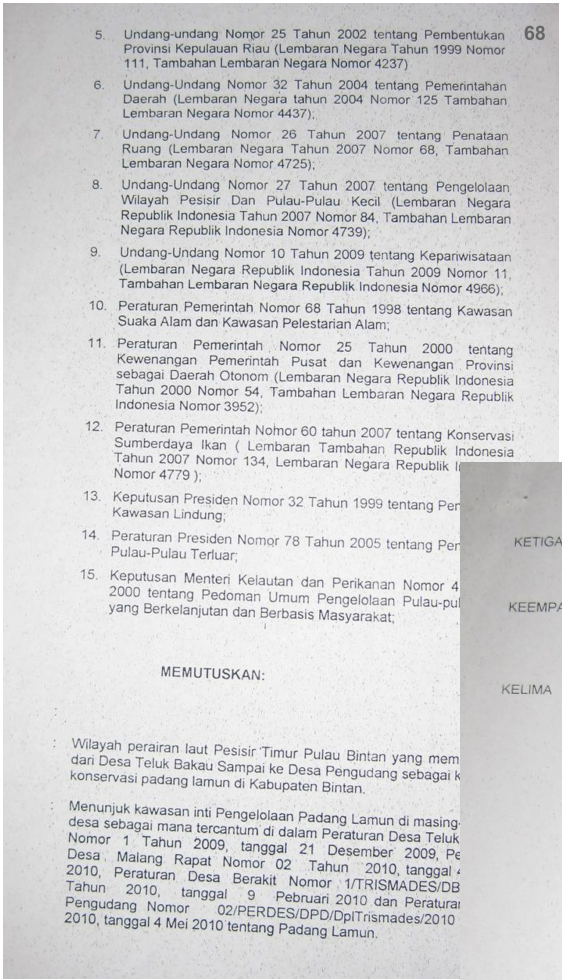 68
5. Undang-undang Nomor 25 Tahun 2002 tentang Pembentukan
Provinsi Kepulauan Riau (Lembaran Negara Tahun 1999 Nomor
111, Tambahan Lembaran Negara Nomor 4237)
6. Undang-Undang Nomor 32 Tahun 2004 tentang Pemerintahan
Daerah (Lembaran Negara tahun 2004 Nomor 125 Tambahan
Lembaran Negara Nomor 4437);
7. Undang-Undang Nomor 26 Tahun 2007 tentang Penataan
Ruang (Lembaran Negara Tahun 2007 Nomor 68, Tambahan
Lembaran Negara Nomor 4725);
8. Undang-Undang Nomor 27 Tahun 2007 tentang Pengelolaan
Wilayah Pesisir Dan Pulau-Pulau Kecil (Lembaran Negara
Republik Indonesia Tahun 2007 Nomor 84, Tambahan Lembaran
Negara Republik Indonesia Nomor 4739);
9. Undang-Undang Nomor 10 Tahun 2009 tentang Kepariwisataan
(Lembaran Negara Republik Indonesia Tahun 2009 Nomor 11,
Tambahan Lembaran Negara Republik Indonesia Nomor 4966);
10. Peraturan Pemerintah Nomor 68 Tahun 1998 tentang Kawasan
Suaka Alam dan Kawasan Pelestarian Alam;
11. Peraturan Pemerintah Nomor 25 Tahun 2000 tentang
Kewenangan Pemerintah Pusat dan Kewenangan Provinsi
sebagai Daerah Otonom (Lembaran Negara Republik Indonesia
Tahun 2000 Nomor 54, Tambahan Lembaran Negara Republik
Indonesia Nomor 3952);
12. Peraturan Pemerintah Nomor 60 tahun 2007 tentang Konservasi
Sumberdaya Ikan ( Lembaran Tambahan Republik Indonesia
Tahun 2007 Nomor 134, Lembaran Negara Republik I
Nomor 4779 );
13. Keputusan Presiden Nomor 32 Tahun 1999 tentang Pen
Kawasan Lindung;
14. Peraturan Presiden Nomor 78 Tahun 2005 tentang Per
Pulau-Pulau Terluar;
15. Keputusan Menteri Kelautan dan Perikanan Nomor 4
2000 tentang Pedoman Umum Pengelolaan Pulau-pul
yang Berkelanjutan dan Berbasis Masyarakat;
MEMUTUSKAN:
: Wilayah perairan laut Pesisir Timur Pulau Bintan yang mem
dari Desa Teluk Bakau Sampai ke Desa Pengudang sebagai k
konservasi padang lamun di Kabupaten Bintan.
: Menunjuk kawasan inti Pengelolaan Padang Lamun di masing-
desa sebagai mana tercantum di dalam Peraturan Desa Teluk
Nomor 1 Tahun 2009, tanggal 21 Desember 2009, Pe
Desa Malang Rapat Nomor 02 Tahun 2010, tanggal 4
2010, Peraturan Desa Berakit Nomor 1/TRISMADES/DB
Tahun 2010, tanggal 9 Pebruari 2010 dan Peraturan
Pengudang Nomor 02/PERDES/DPD/DplTrismades/2010
2010, tanggal 4 Mei 2010 tentang Padang Lamun.
KETIGA
KEEMPA
KELIMA